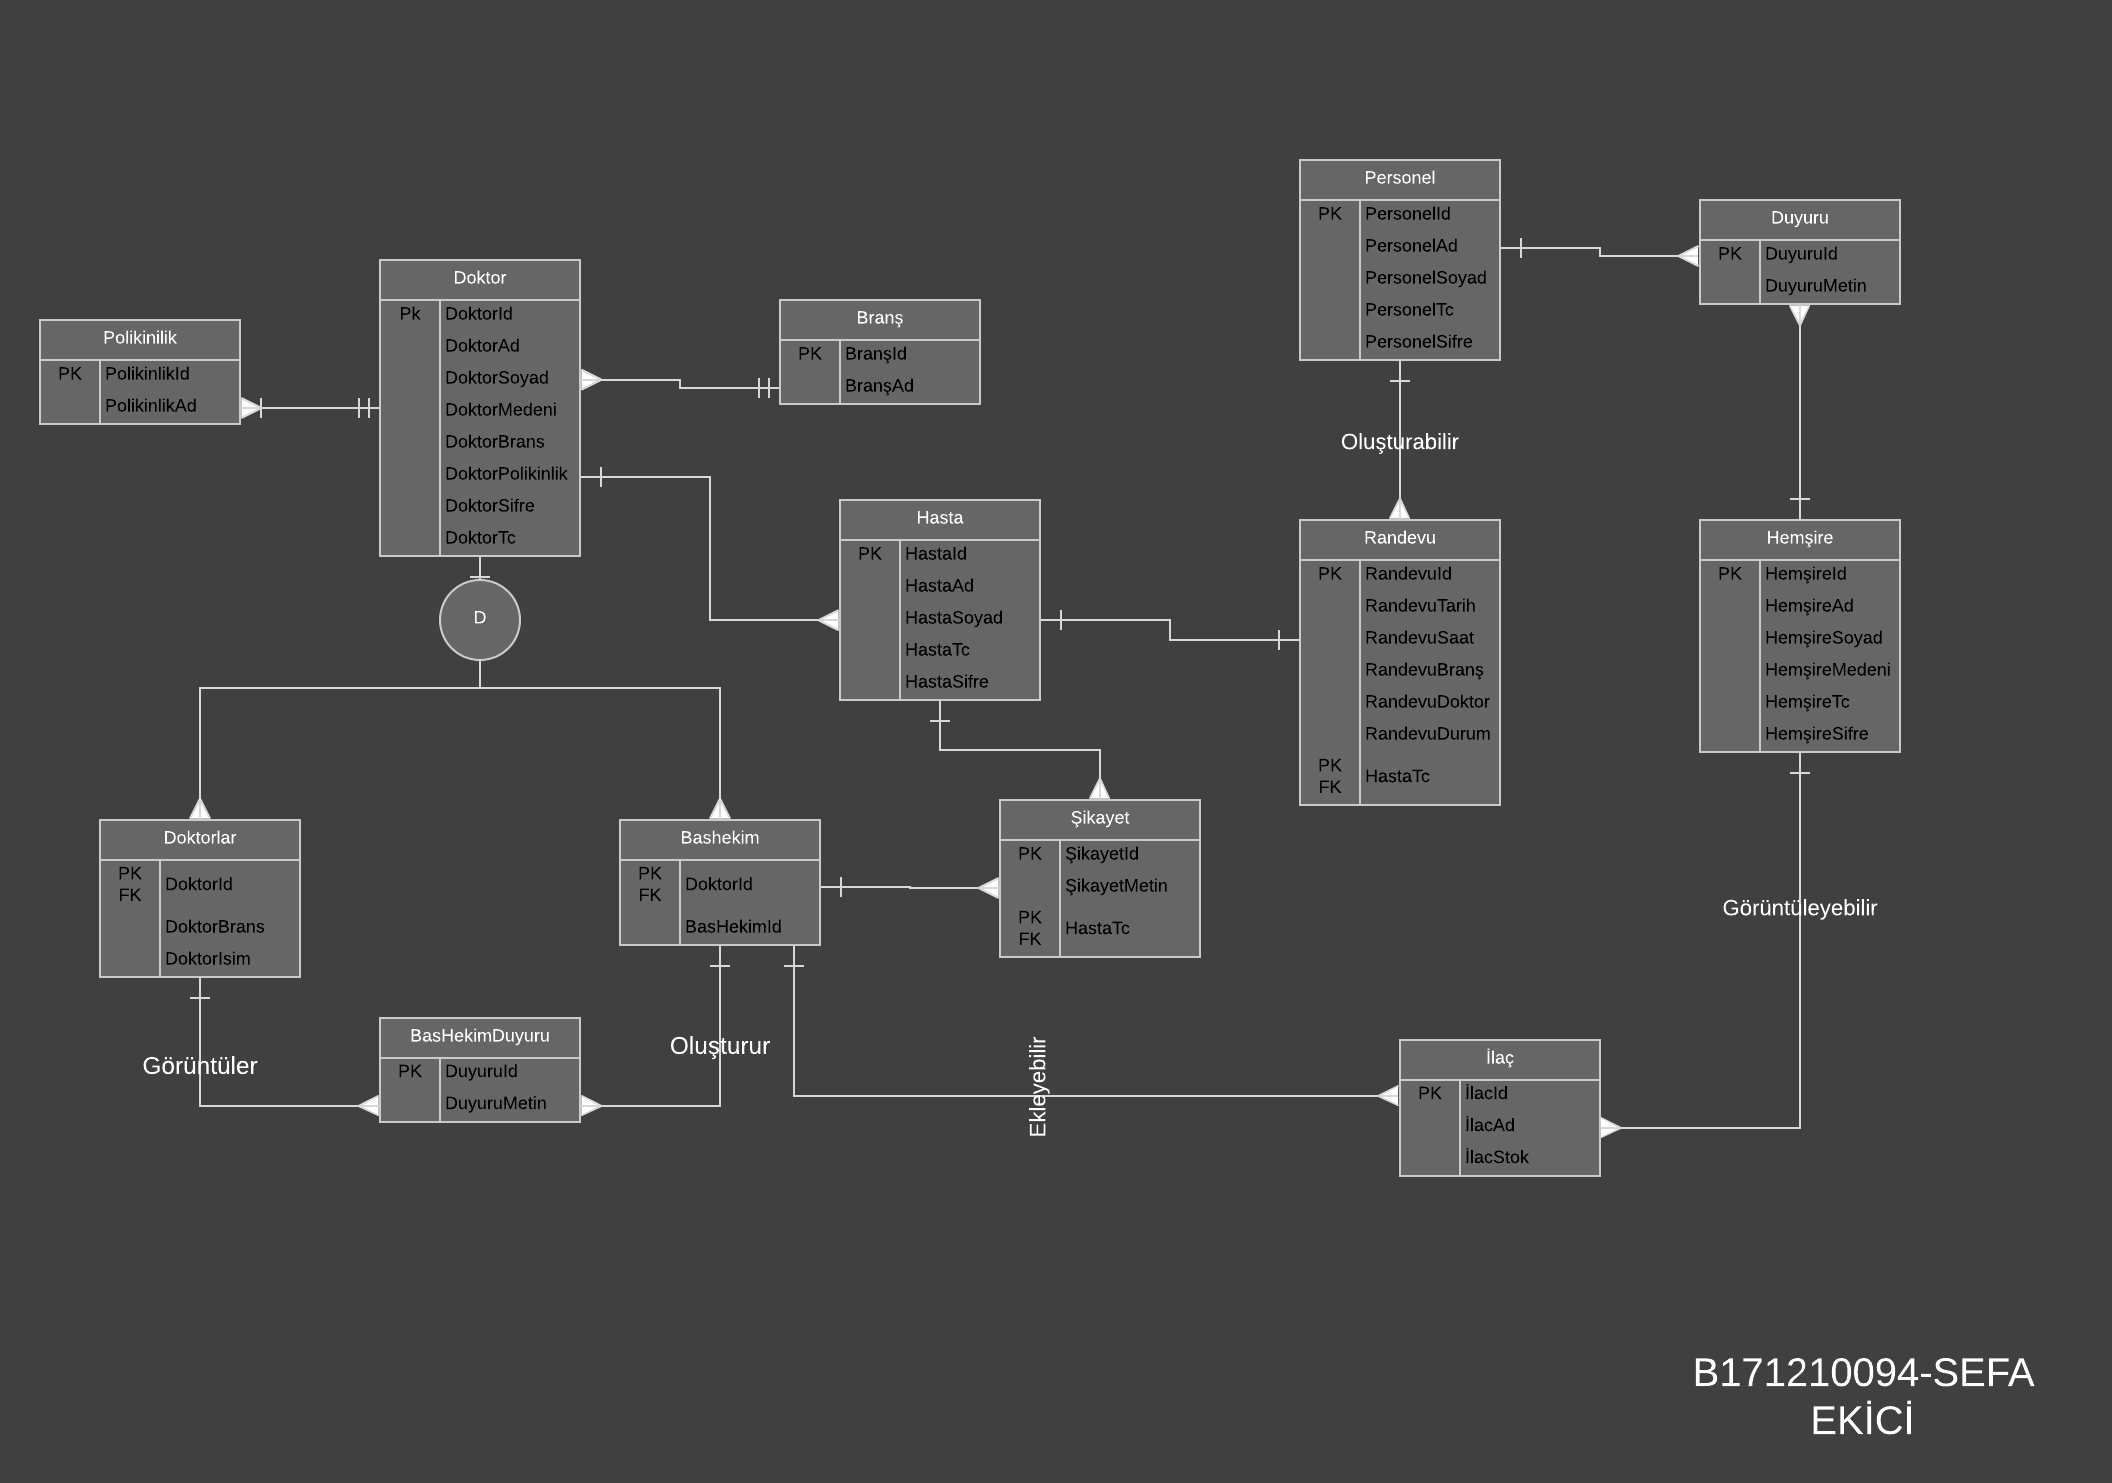 Personel
PK PersonelId
PersonelAd
PersonelSoyad
PersonelTc
PersonelSifre
Duyuru
PK DuyuruId
DuyuruMetin
Doktor
Pk DoktorId
DoktorAd
DoktorSoyad
DoktorMedeni
DoktorBrans
DoktorPolikinlik
DoktorSifre
DoktorTc
Branş
PK BranşId
BranşAd
Polikinilik
PK PolikinlikId
PolikinlikAd
Oluşturabilir
D
Hasta
PK HastaId
HastaAd
HastaSoyad
HastaTc
HastaSifre
Randevu
PK RandevuId
RandevuTarih
RandevuSaat
RandevuBranş
RandevuDoktor
RandevuDurum
PK
FK HastaTc
Hemşire
PK HemşireId
HemşireAd
HemşireSoyad
HemşireMedeni
HemşireTc
HemşireSifre
Doktorlar
PK
FK DoktorId
DoktorBrans
DoktorIsim
Bashekim
PK
FK DoktorId
BasHekimId
Şikayet
PK ŞikayetId
ŞikayetMetin
PK
FK HastaTc
Görüntüleyebilir
Görüntüler
BasHekimDuyuru
PK DuyuruId
DuyuruMetin
Oluşturur
Ekleyebilir
İlaç
PK İlacId
İlacAd
İlacStok
B171210094-SEFA
EKİCİ